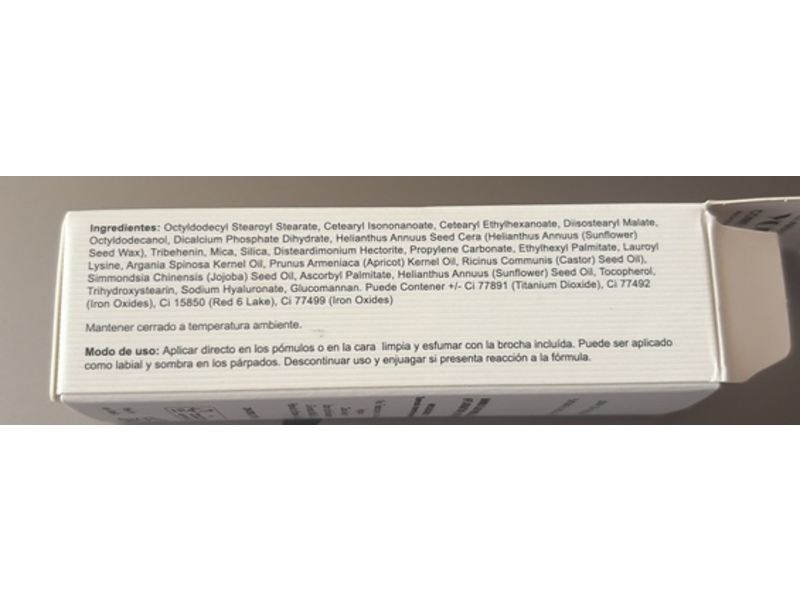 Ingredientes: Octyldodecyl Stearoyl Stearate, Cetearyl Isononanoate, Cetearyl Ethylhexanoate, Diisostearyl Malate,
Octyldodecanol, Dicalcium Phosphate Dihydrate, Helianthus Annuus Seed Cera (Helianthus Annuus (Sunflower)
Seed Wax), Tribehenin, Mica, Silica, Disteardimonium Hectorite, Propylene Carbonate, Ethylhexyl Palmitate, Lauroyl
Lysine, Argania Spinosa Kernel Oil, Prunus Armeniaca (Apricot) Kernel Oil, Ricinus Communis (Castor) Seed Oil),
Simmondsia Chinensis (Jojoba) Seed Oil, Ascorbyl Palmitate, Helianthus Annuus (Sunflower) Seed Oil, Tocopherol,
Trihydroxystearin, Sodium Hyaluronate, Glucomannan. Puede Contener +/- Ci 77891 (Titanium Dioxide), Ci 77492
(Iron Oxides), Ci 15850 (Red 6 Lake), Ci 77499 (Iron Oxides)
Mantener cerrado a temperatura ambiente.
Modo de uso: Aplicar directo en los pómulos o en la cara limpia y esfumar con la brocha incluída. Puede ser aplicado
como labial y sombra en los párpados. Descontinuar uso y enjuagar si presenta reacción a la fórmula.